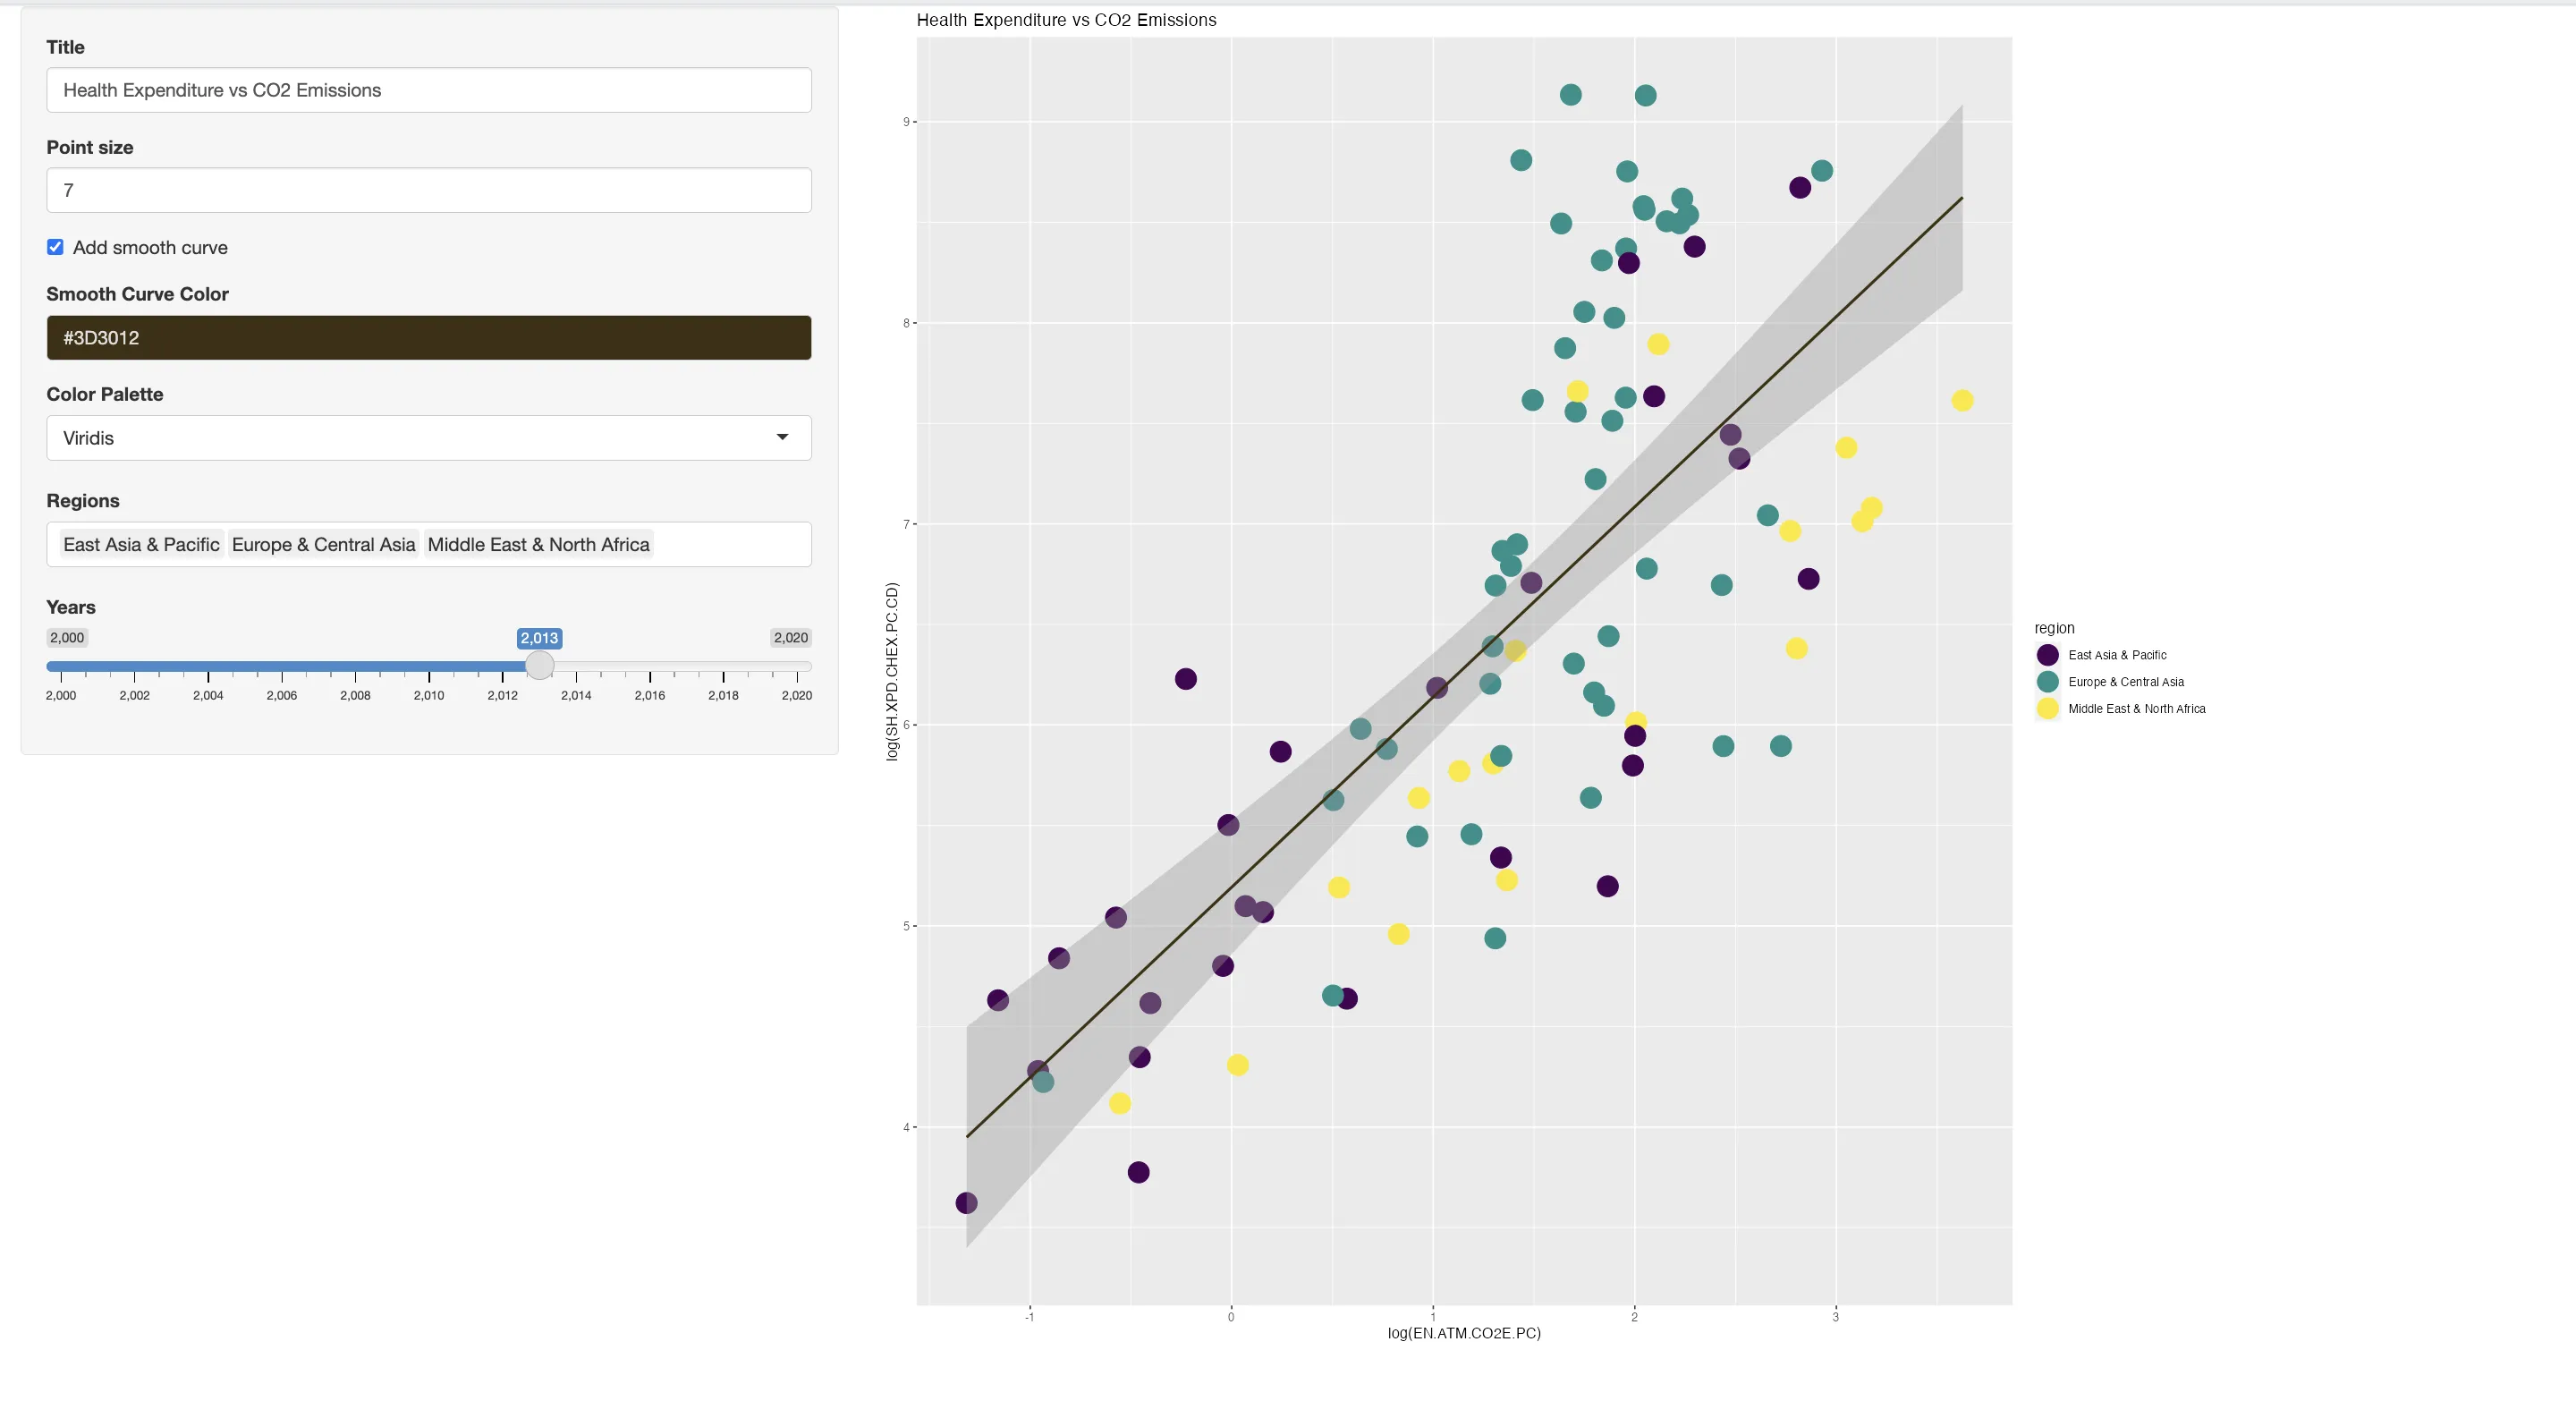 Title
Health Expenditure vs CO2 Emissions
Point size
7
Add smooth curve
Smooth Curve Color
#3D3012
Color Palette
Viridis
Regions
East Asia & Pacific Europe & Central Asia Middle East & North Africa
Years
2,000 2,013 2,020
2,000 2,002 2,004 2,006 2,008 2,010 2,012 2,014 2,016 2,018 2,020
Health Expenditure vs CO2 Emissions
log(SH.XPD.CHEX.PC.CD)
9
8
7
6
5
4
-1 0 1 2 3
log(EN.ATM.CO2E.PC)
region
East Asia & Pacific
Europe & Central Asia
Middle East & North Africa